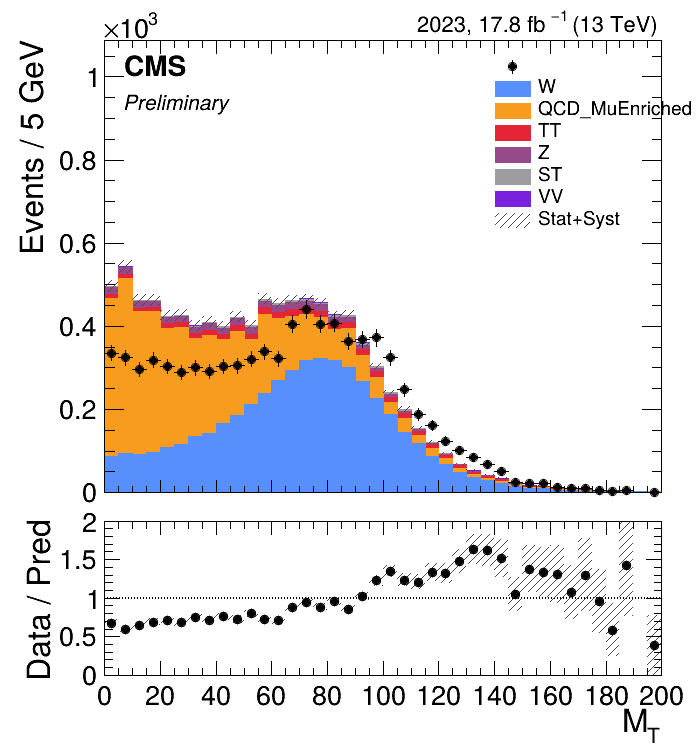 ×10³
2023, 17.8 fb⁻¹ (13 TeV)
CMS
Preliminary
W
QCD_MuEnriched
TT
Z
ST
VV
Stat+Syst
Events / 5 GeV
1
0.8
0.6
0.4
0.2
0
Data / Pred
2
1.5
1
0.5
0
0 20 40 60 80 100 120 140 160 180 200
M_T